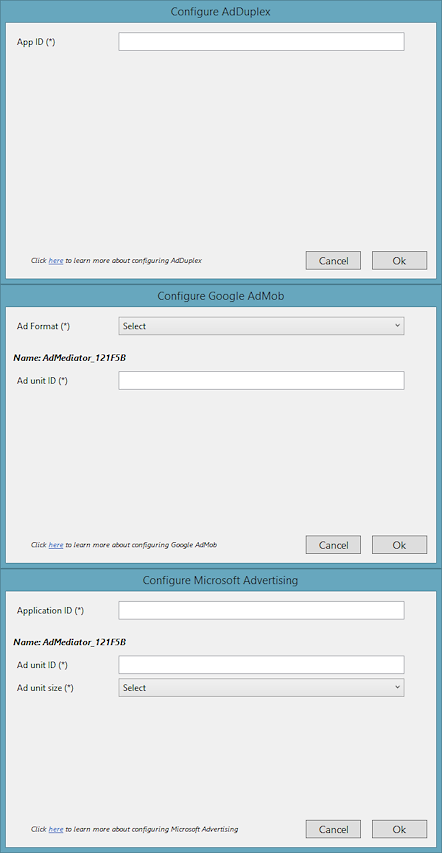 Configure AdDuplex
App ID (*)
Click here to learn more about configuring AdDuplex
Cancel
Ok
Configure Google AdMob
Ad Format (*)
Select
Name: AdMediator_121F5B
Ad unit ID (*)
Click here to learn more about configuring Google AdMob
Cancel
Ok
Configure Microsoft Advertising
Application ID (*)
Name: AdMediator_121F5B
Ad unit ID (*)
Ad unit size (*)
Select
Click here to learn more about configuring Microsoft Advertising
Cancel
Ok